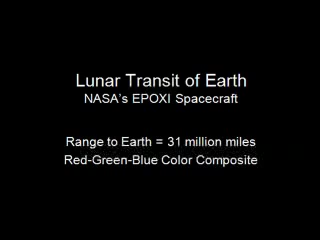 Lunar Transit of Earth
NASA's EPOXI Spacecraft
Range to Earth = 31 million miles
Red-Green-Blue Color Composite